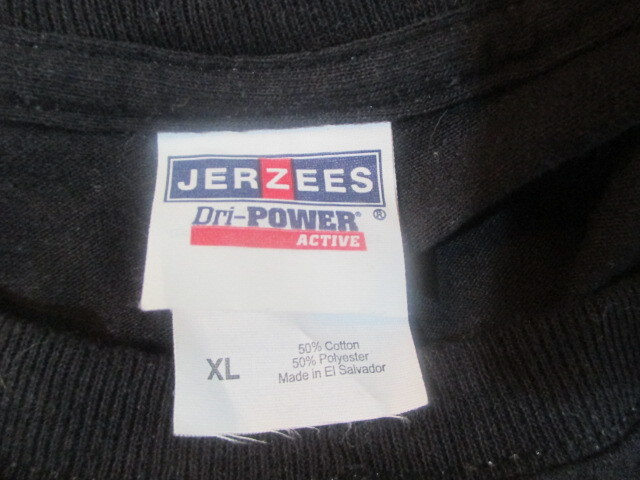 JERZEES
Dri-POWER®
ACTIVE
XL
50% Cotton
50% Polyester
Made in El Salvador